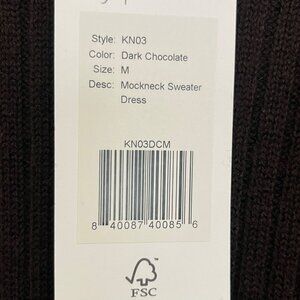 Style: KN03
Color: Dark Chocolate
Size: M
Desc: Mockneck Sweater
Dress
KN03DCM
8 40087 40085 6
FSC